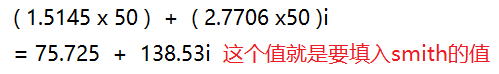 ( 1.5145 x 50 ) + ( 2.7706 x50 )i
= 75.725 + 138.53i 这个值就是要填入smith的值